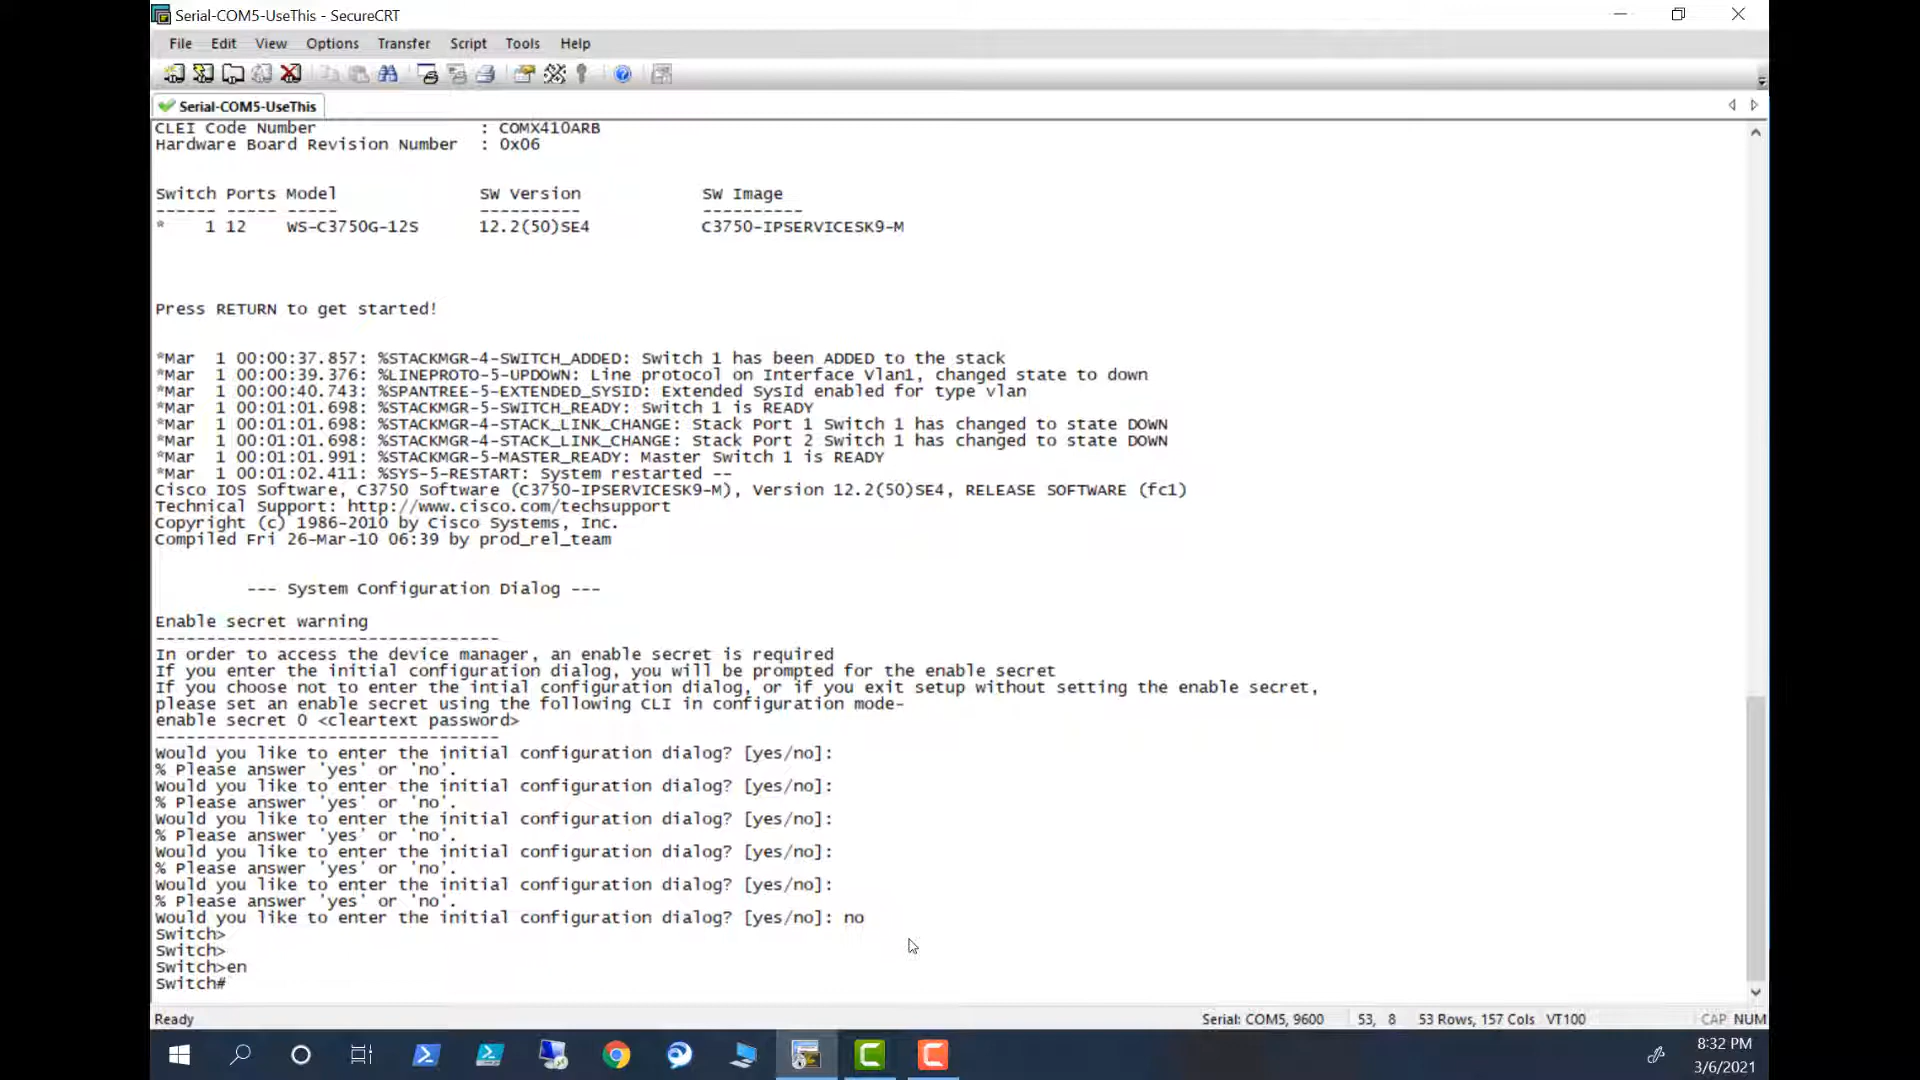 Serial-COM5-UseThis - SecureCRT
File Edit View Options Transfer Script Tools Help
Serial-COM5-UseThis
CLEI Code Number : COMX410ARB
Hardware Board Revision Number : 0x06
Switch Ports Model SW Version SW Image
------ ----- ----- ---------- ----------
* 1 12 WS-C3750G-12S 12.2(50)SE4 C3750-IPSERVICESK9-M
Press RETURN to get started!
*Mar 1 00:00:37.857: %STACKMGR-4-SWITCH_ADDED: Switch 1 has been ADDED to the stack
*Mar 1 00:00:39.376: %LINEPROTO-5-UPDOWN: Line protocol on Interface Vlan1, changed state to down
*Mar 1 00:00:40.743: %SPANTREE-5-EXTENDED_SYSID: Extended SysId enabled for type vlan
*Mar 1 00:01:01.698: %STACKMGR-5-SWITCH_READY: Switch 1 is READY
*Mar 1 00:01:01.698: %STACKMGR-4-STACK_LINK_CHANGE: Stack Port 1 Switch 1 has changed to state DOWN
*Mar 1 00:01:01.698: %STACKMGR-4-STACK_LINK_CHANGE: Stack Port 2 Switch 1 has changed to state DOWN
*Mar 1 00:01:01.991: %STACKMGR-5-MASTER_READY: Master Switch 1 is READY
*Mar 1 00:01:02.411: %SYS-5-RESTART: System restarted --
Cisco IOS Software, C3750 Software (C3750-IPSERVICESK9-M), Version 12.2(50)SE4, RELEASE SOFTWARE (fc1)
Technical Support: http://www.cisco.com/techsupport
Copyright (c) 1986-2010 by Cisco Systems, Inc.
Compiled Fri 26-Mar-10 06:39 by prod_rel_team
--- System Configuration Dialog ---
Enable secret warning
----------------------------------
In order to access the device manager, an enable secret is required
If you enter the initial configuration dialog, you will be prompted for the enable secret
If you choose not to enter the intial configuration dialog, or if you exit setup without setting the enable secret,
please set an enable secret using the following CLI in configuration mode-
enable secret 0 <cleartext password>
----------------------------------
Would you like to enter the initial configuration dialog? [yes/no]:
% Please answer 'yes' or 'no'.
Would you like to enter the initial configuration dialog? [yes/no]:
% Please answer 'yes' or 'no'.
Would you like to enter the initial configuration dialog? [yes/no]:
% Please answer 'yes' or 'no'.
Would you like to enter the initial configuration dialog? [yes/no]:
% Please answer 'yes' or 'no'.
Would you like to enter the initial configuration dialog? [yes/no]:
% Please answer 'yes' or 'no'.
Would you like to enter the initial configuration dialog? [yes/no]: no
Switch>
Switch>
Switch>en
Switch#
Ready Serial: COM5, 9600 53, 8 53 Rows, 157 Cols VT100 CAP NUM
8:32 PM
3/6/2021